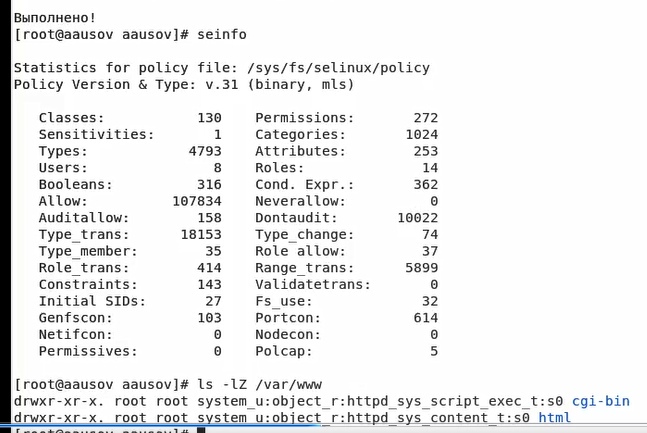 Выполнено!
[root@aausov aausov]# seinfo
Statistics for policy file: /sys/fs/selinux/policy
Policy Version & Type: v.31 (binary, mls)
Classes: 130 Permissions: 272
Sensitivities: 1 Categories: 1024
Types: 4793 Attributes: 253
Users: 8 Roles: 14
Booleans: 316 Cond. Expr.: 362
Allow: 107834 Neverallow: 0
Auditallow: 158 Dontaudit: 10022
Type_trans: 18153 Type_change: 74
Type_member: 35 Role allow: 37
Role_trans: 414 Range_trans: 5899
Constraints: 143 Validatetrans: 0
Initial SIDs: 27 Fs_use: 32
Genfscon: 103 Portcon: 614
Netifcon: 0 Nodecon: 0
Permissives: 0 Polcap: 5
[root@aausov aausov]# ls -lZ /var/www
drwxr-xr-x. root root system_u:object_r:httpd_sys_script_exec_t:s0 cgi-bin
drwxr-xr-x. root root system_u:object_r:httpd_sys_content_t:s0 html
[root@aausov aausov]#